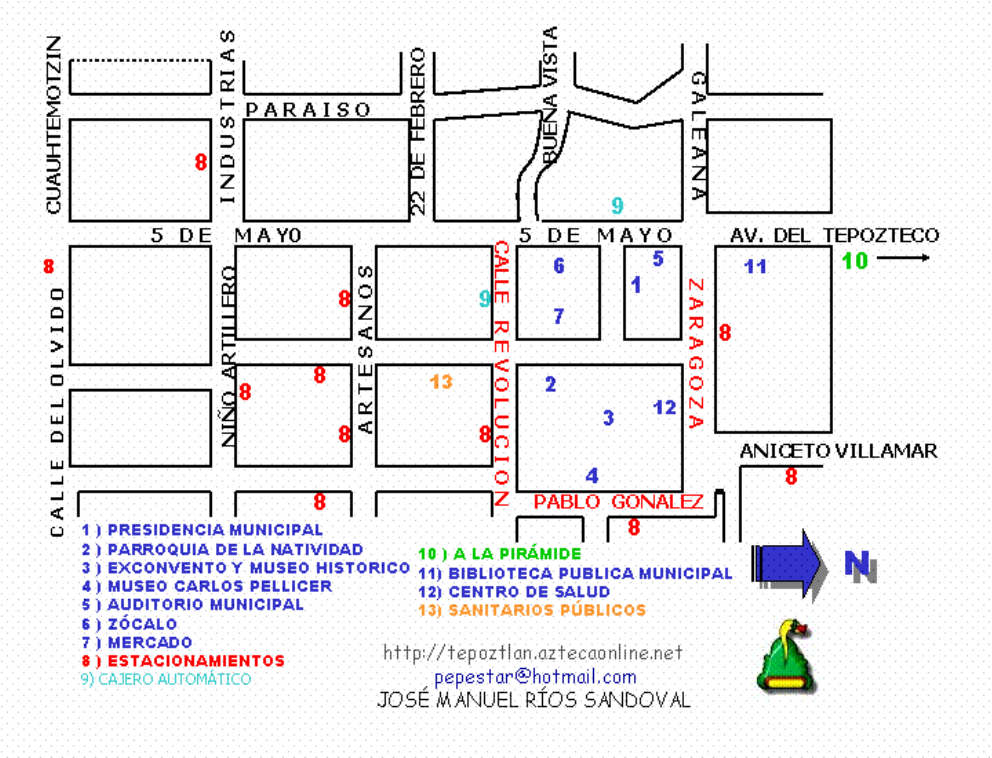 CUAUHTEMOTZIN
INDUSTRIAS
22 DE FEBRERO
BUENA VISTA
GALEANA
PARAISO
8
9
5 DE MAYO
5 DE MAYO
AV. DEL TEPOZTECO
8
CALLE DEL OLVIDO
NIÑO ARTILLERO
ARTESANOS
CALLE REVOLUCION
ZARAGOZA
6
5
11
10
1
8
9
7
8
8
13
2
8
12
3
8
8
ANICETO VILLAMAR
4
8
8
PABLO GONALEZ
8
1 ) PRESIDENCIA MUNICIPAL
2 ) PARROQUIA DE LA NATIVIDAD
3 ) EXCONVENTO Y MUSEO HISTORICO
4 ) MUSEO CARLOS PELLICER
5 ) AUDITORIO MUNICIPAL
6 ) ZÓCALO
7 ) MERCADO
8 ) ESTACIONAMIENTOS
9) CAJERO AUTOMÁTICO
10 ) A LA PIRÁMIDE
11) BIBLIOTECA PUBLICA MUNICIPAL
12) CENTRO DE SALUD
13) SANITARIOS PÚBLICOS
N
http://tepoztlan.aztecaonline.net
pepestar@hotmail.com
JOSÉ MANUEL RÍOS SANDOVAL